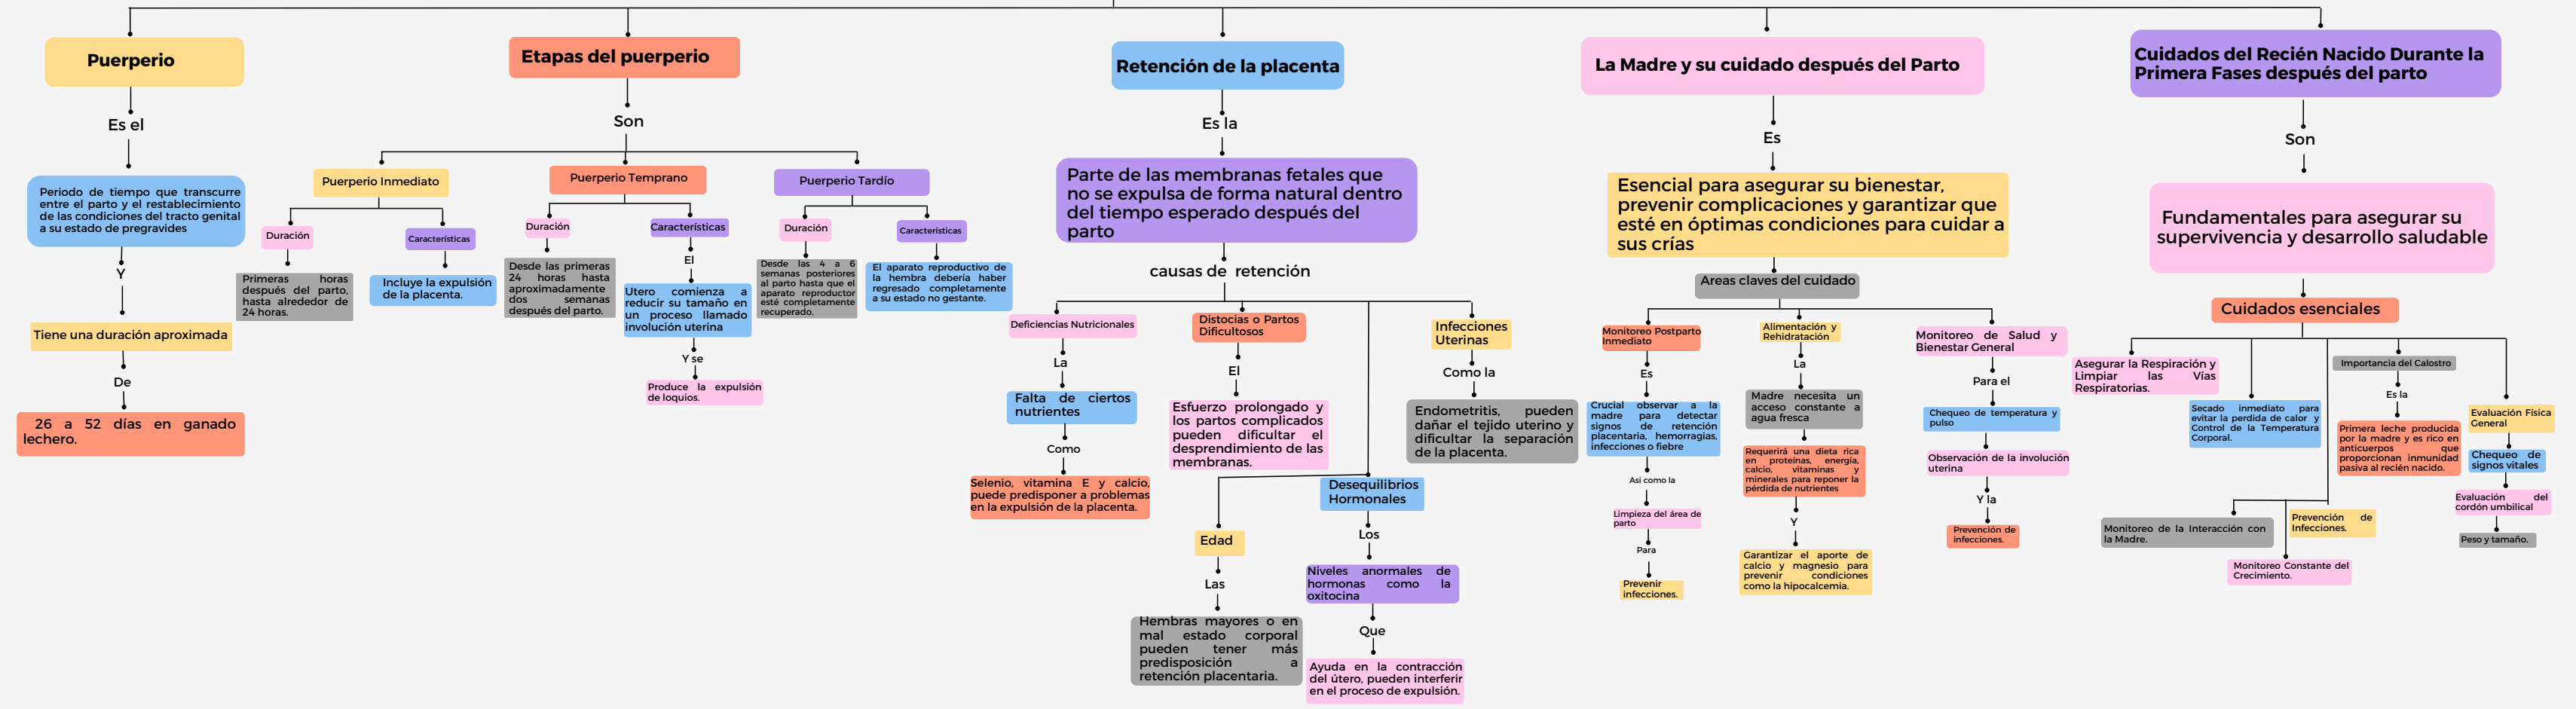 Puerperio
Es el
Periodo de tiempo que transcurre
entre el parto y el restablecimiento
de las condiciones del tracto genital
a su estado de pregravides
Y
Tiene una duración aproximada
De
26 a 52 días en ganado
lechero.
Etapas del puerperio
Son
Puerperio Inmediato
Duración
Primeras horas
después del parto,
hasta alrededor de
24 horas.
Características
Incluye la expulsión
de la placenta.
Puerperio Temprano
Duración
Desde las primeras
24 horas hasta
aproximadamente
dos semanas
después del parto.
Características
El
Utero comienza a
reducir su tamaño en
un proceso llamado
involución uterina
Y se
Produce la expulsión
de loquios.
Puerperio Tardío
Duración
Desde las 4 a 6
semanas posteriores
al parto hasta que el
aparato reproductor
esté completamente
recuperado.
Características
El aparato reproductivo de
la hembra debería haber
regresado completamente
a su estado no gestante.
Retención de la placenta
Es la
Parte de las membranas fetales que
no se expulsa de forma natural dentro
del tiempo esperado después del
parto
causas de retención
Deficiencias Nutricionales
La
Falta de ciertos
nutrientes
Como
Selenio, vitamina E y calcio,
puede predisponer a problemas
en la expulsión de la placenta.
Distocias o Partos
Dificultosos
El
Esfuerzo prolongado y
los partos complicados
pueden dificultar el
desprendimiento de las
membranas.
Infecciones
Uterinas
Como la
Endometritis, pueden
dañar el tejido uterino y
dificultar la separación
de la placenta.
Edad
Las
Hembras mayores o en
mal estado corporal
pueden tener más
predisposición a
retención placentaria.
Desequilibrios
Hormonales
Los
Niveles anormales de
hormonas como la
oxitocina
Que
Ayuda en la contracción
del útero, pueden interferir
en el proceso de expulsión.
La Madre y su cuidado después del Parto
Es
Esencial para asegurar su bienestar,
prevenir complicaciones y garantizar que
esté en óptimas condiciones para cuidar a
sus crías
Areas claves del cuidado
Monitoreo Postparto
Inmediato
Es
Crucial observar a la
madre para detectar
signos de retención
placentaria, hemorragias,
infecciones o fiebre
Asi como la
Limpieza del área de
parto
Para
Prevenir
infecciones.
Alimentación y
Rehidratación
La
Madre necesita un
acceso constante a
agua fresca
Requerirá una dieta rica
en proteínas, energía,
calcio, vitaminas y
minerales para reponer la
pérdida de nutrientes
Y
Garantizar el aporte de
calcio y magnesio para
prevenir condiciones
como la hipocalcemia.
Monitoreo de Salud y
Bienestar General
Para el
Chequeo de temperatura y
pulso
Observación de la involución
uterina
Y la
Prevención de
infecciones.
Cuidados del Recién Nacido Durante la
Primera Fases después del parto
Son
Fundamentales para asegurar su
supervivencia y desarrollo saludable
Cuidados esenciales
Asegurar la Respiración y
Limpiar las Vías
Respiratorias.
Secado inmediato para
evitar la perdida de calor y
Control de la Temperatura
Corporal.
Monitoreo de la Interacción con
la Madre.
Monitoreo Constante del
Crecimiento.
Prevención de
Infecciones.
Importancia del Calostro
Es la
Primera leche producida
por la madre y es rico en
anticuerpos que
proporcionan inmunidad
pasiva al recién nacido.
Evaluación Física
General
Chequeo de
signos vitales
Evaluación del
cordón umbilical
Peso y tamaño.